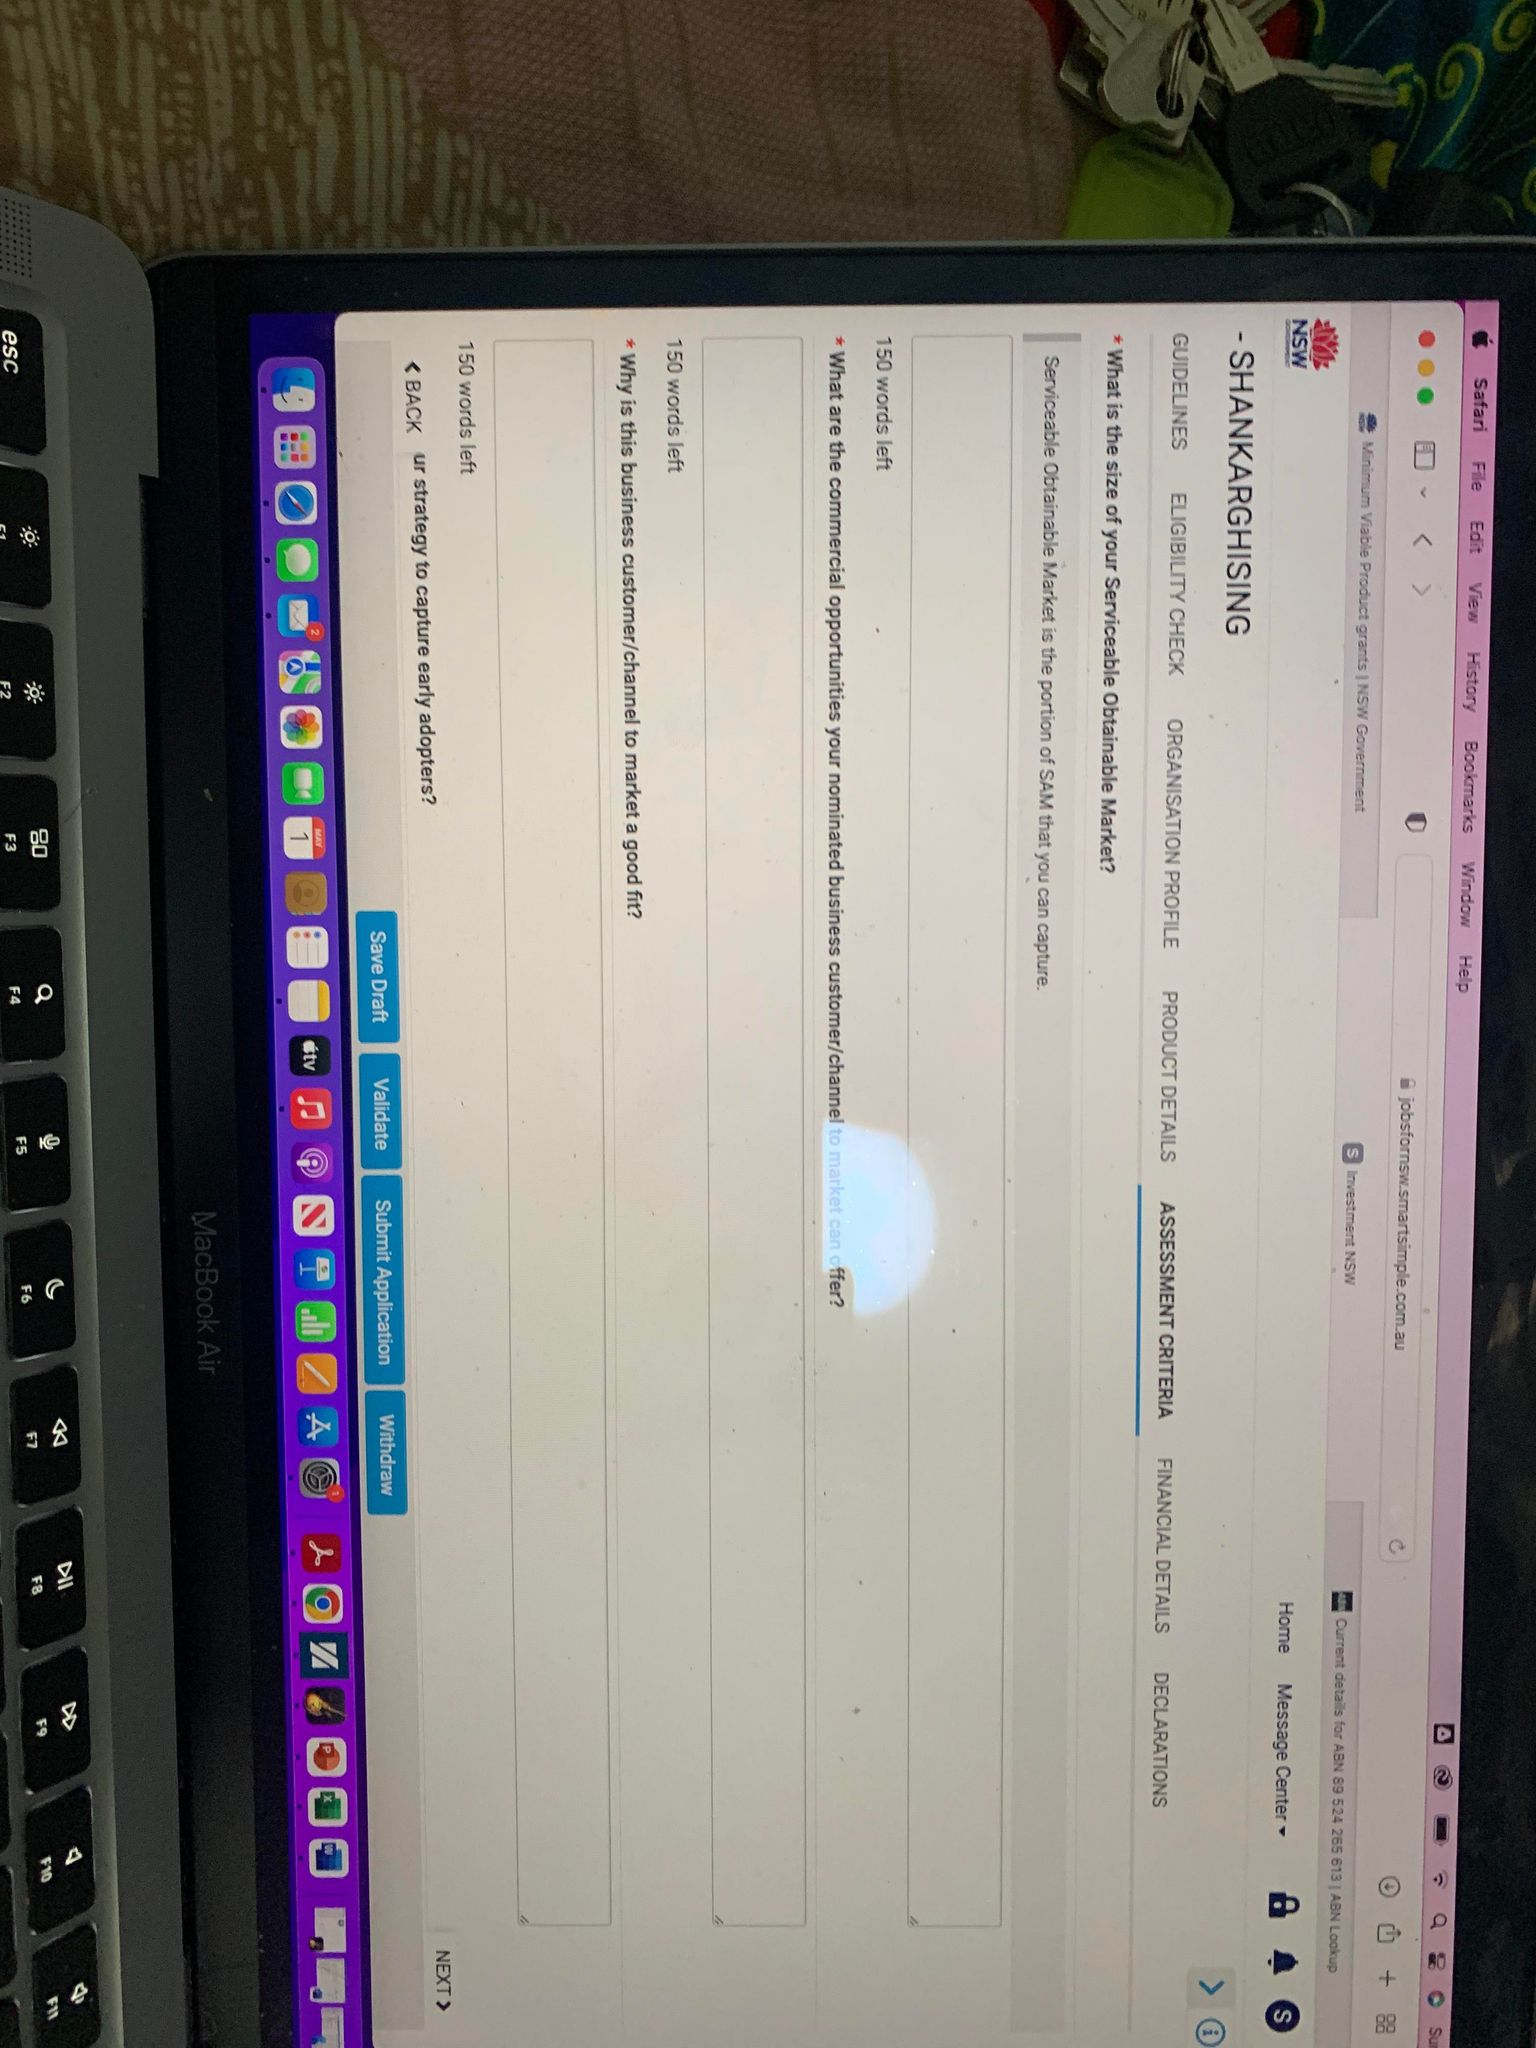 Safari File Edit View History Bookmarks Window Help
jobsfornsw.smartsimple.com.au
Minimum Viable Product grants | NSW Government
S Investment NSW
Current details for ABN 89 524 265 613 | ABN Lookup
NSW
GOVERNMENT
Home Message Center
S
- SHANKARGHISING
GUIDELINES ELIGIBILITY CHECK ORGANISATION PROFILE PRODUCT DETAILS ASSESSMENT CRITERIA FINANCIAL DETAILS DECLARATIONS
* What is the size of your Serviceable Obtainable Market?
Serviceable Obtainable Market is the portion of SAM that you can capture.
150 words left
* What are the commercial opportunities your nominated business customer/channel to market can offer?
150 words left
* Why is this business customer/channel to market a good fit?
150 words left
NEXT >
< BACK ur strategy to capture early adopters?
Save Draft Validate Submit Application Withdraw
2
MAY
1
tv
1
P
X
W
MacBook Air
esc
F1
F2
F3
F4
F5
F6
F7
F8
F9
F10
F11